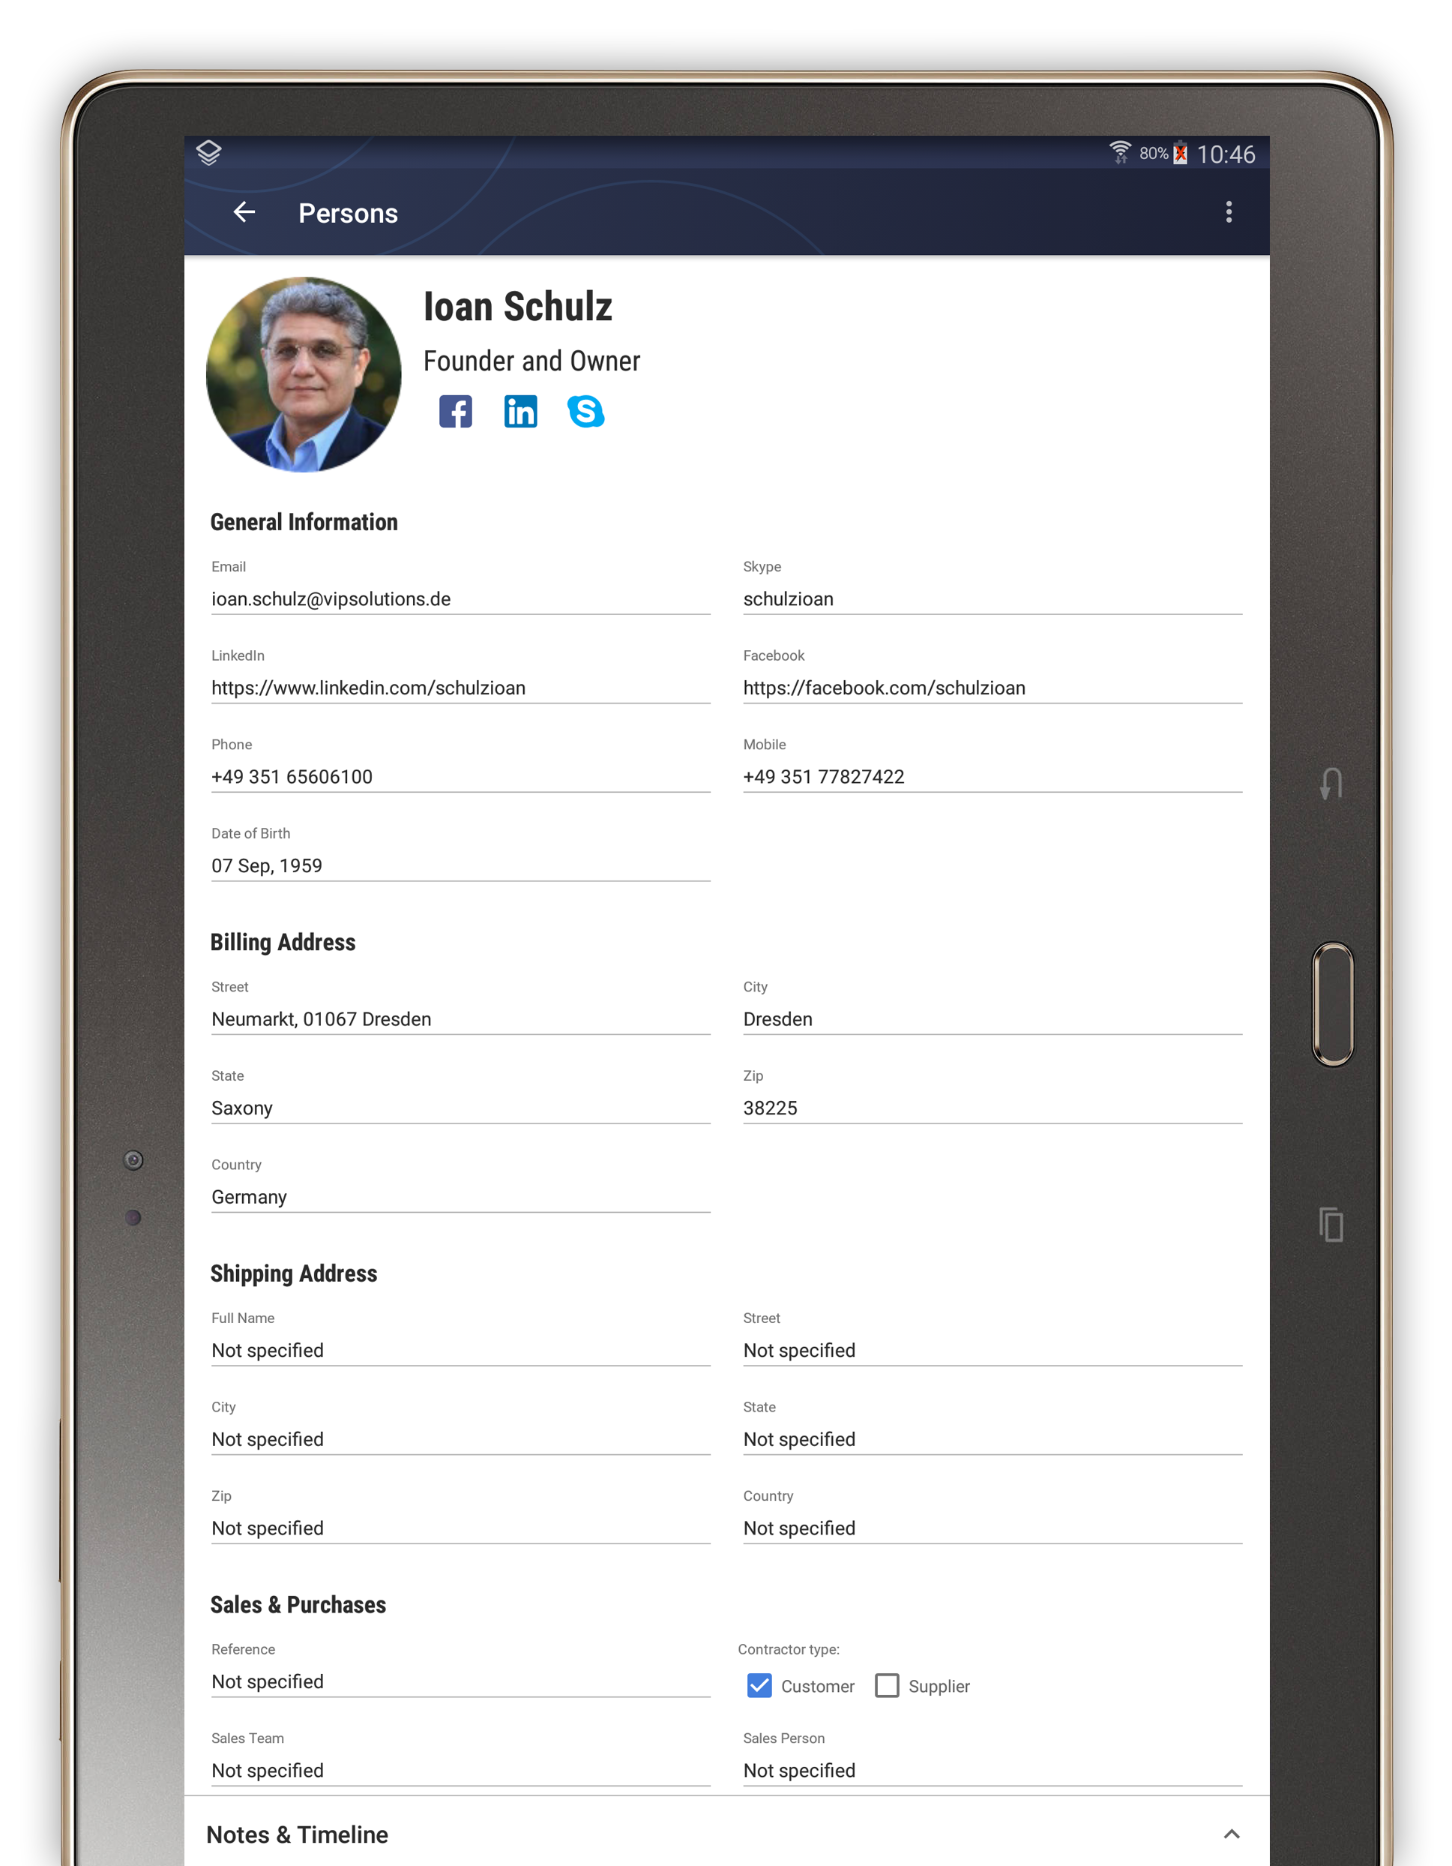 80% 10:46
Persons
Ioan Schulz
Founder and Owner
General Information
Email Skype
ioan.schulz@vipsolutions.de schulzioan
LinkedIn Facebook
https://www.linkedin.com/schulzioan https://facebook.com/schulzioan
Phone Mobile
+49 351 65606100 +49 351 77827422
Date of Birth
07 Sep, 1959
Billing Address
Street City
Neumarkt, 01067 Dresden Dresden
State Zip
Saxony 38225
Country
Germany
Shipping Address
Full Name Street
Not specified Not specified
City State
Not specified Not specified
Zip Country
Not specified Not specified
Sales & Purchases
Reference Contractor type:
Not specified Customer Supplier
Sales Team Sales Person
Not specified Not specified
Notes & Timeline